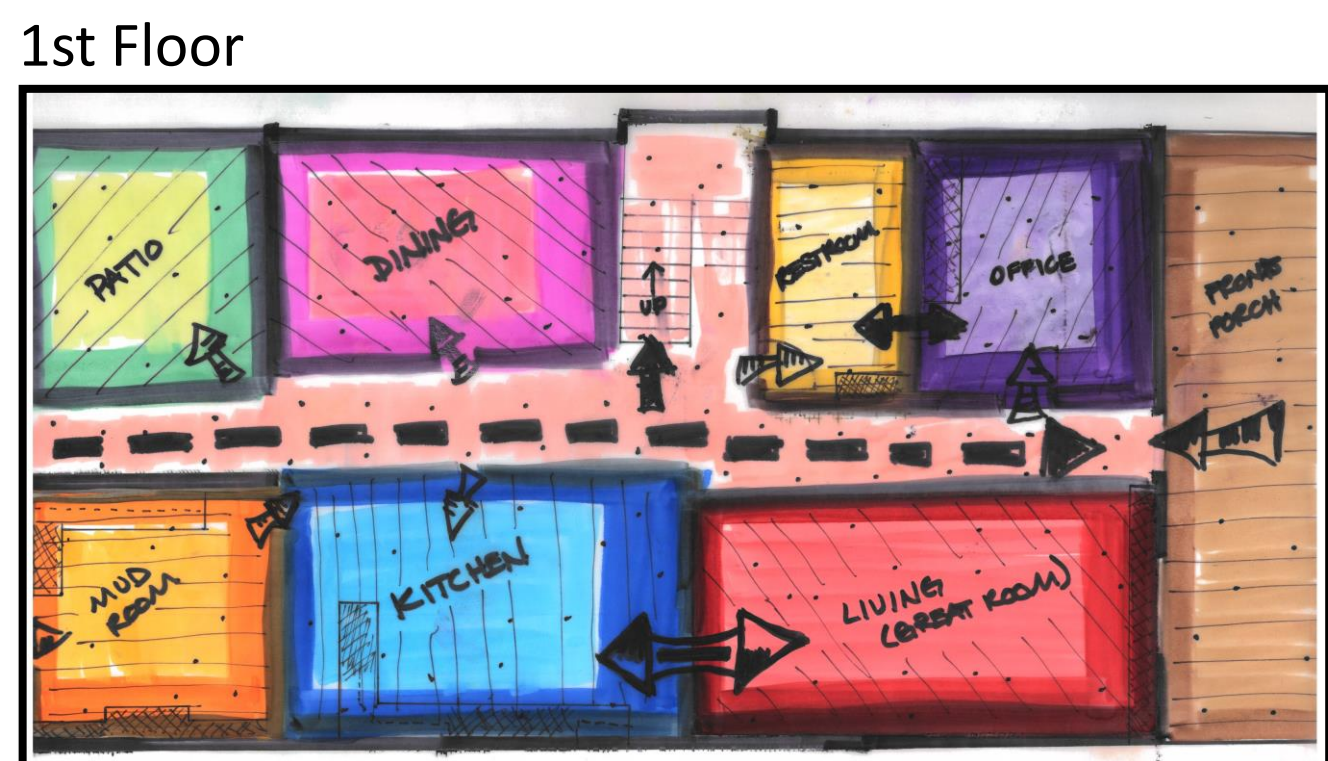 1st Floor
PATIO
DINING
UP
RESTROOM
OFFICE
FRONT
PORCH
MUD
ROOM
KITCHEN
LIVING
(GREAT ROOM)